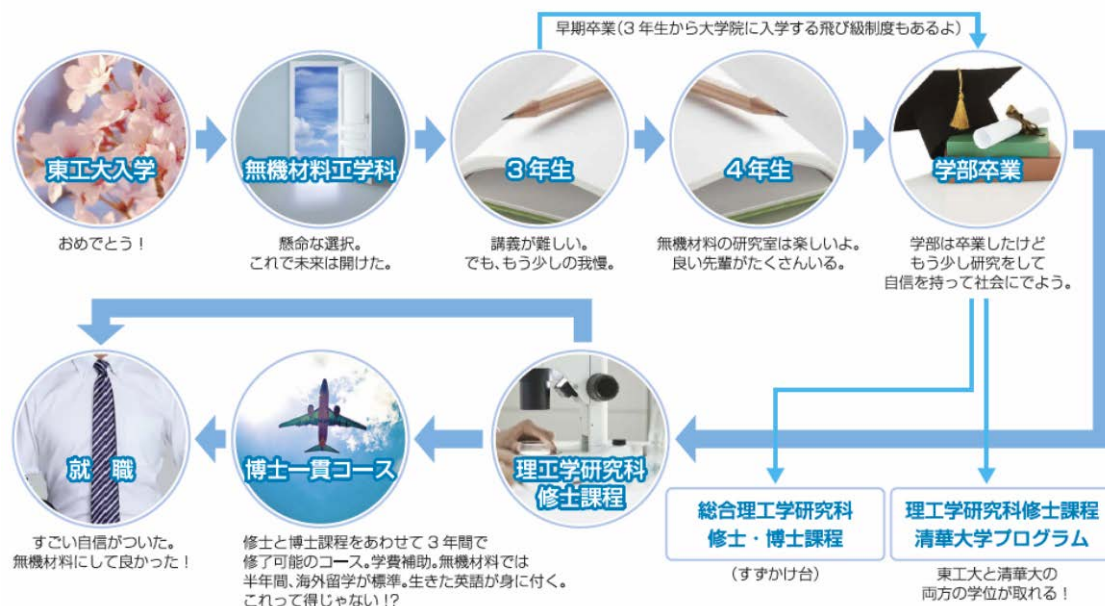 早期卒業(3年生から大学院に入学する飛び級制度もあるよ)
東工大入学
おめでとう！
無機材料工学科
懸命な選択。
これで未来は開けた。
3年生
講義が難しい。
でも、もう少しの我慢。
4年生
無機材料の研究室は楽しいよ。
良い先輩がたくさんいる。
学部卒業
学部は卒業したけど
もう少し研究をして
自信を持って社会にでよう。
就 職
すごい自信がついた。
無機材料にして良かった！
博士一貫コース
修士と博士課程をあわせて3年間で
修了可能のコース。学費補助。無機材料では
半年間、海外留学が標準。生きた英語が身に付く。
これって得じゃない！?
理工学研究科
修士課程
総合理工学研究科
修士・博士課程
(すずかけ台)
理工学研究科修士課程
清華大学プログラム
東工大と清華大の
両方の学位が取れる！